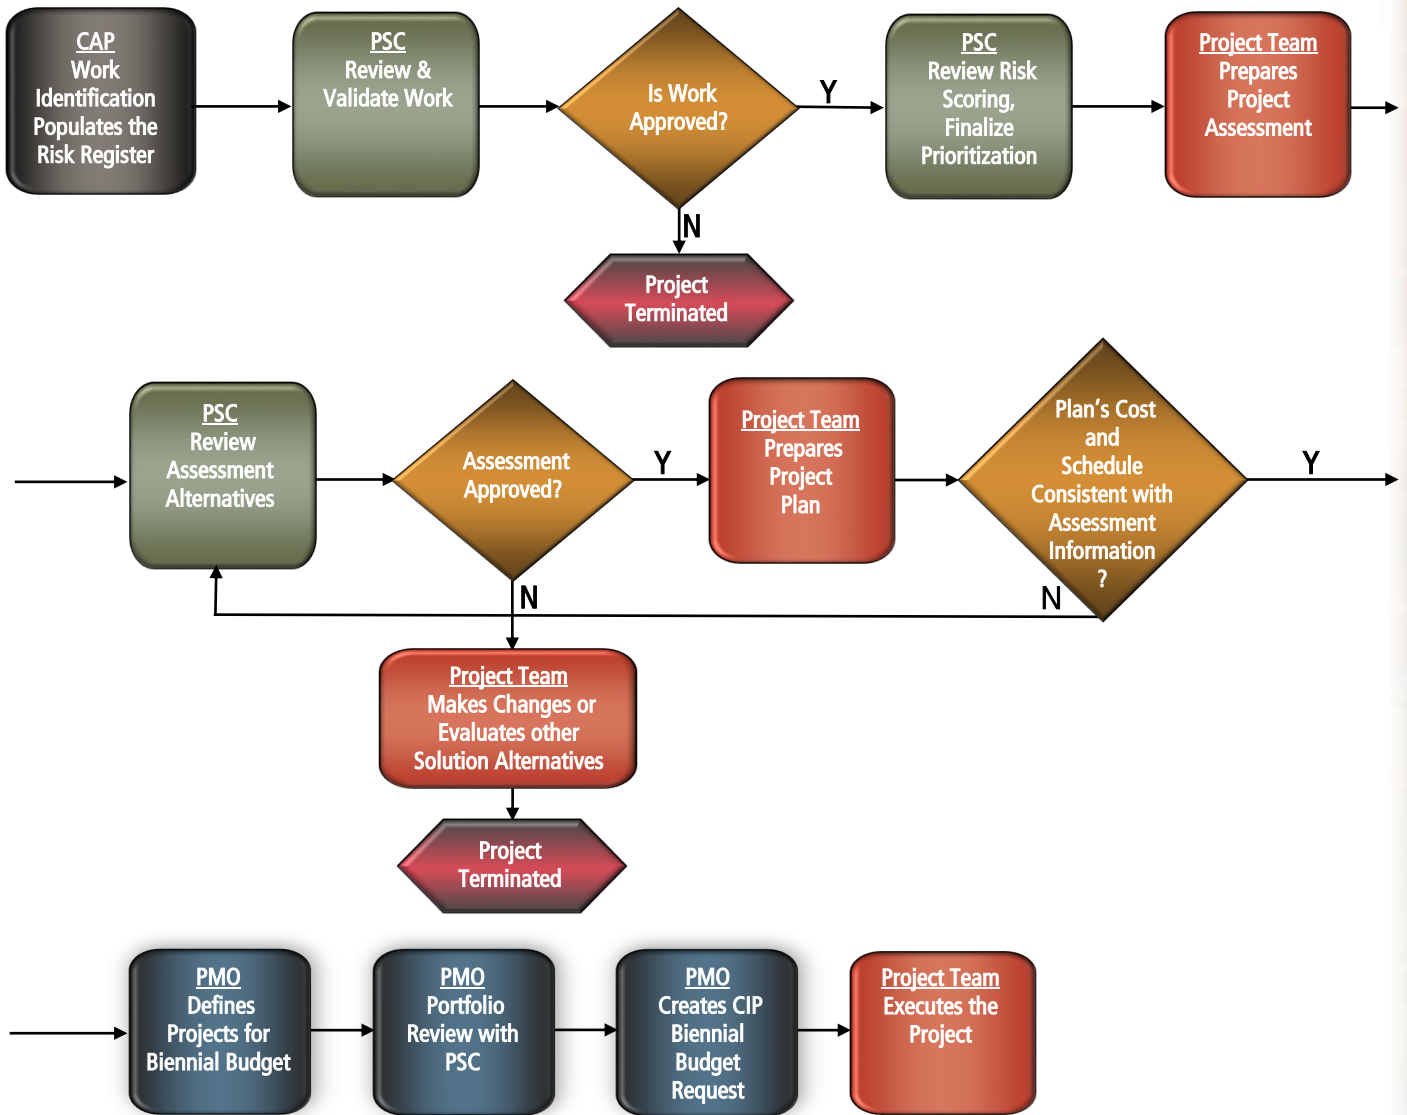 CAP
Work
Identification
Populates the
Risk Register
PSC
Review &
Validate Work
Is Work
Approved?
Y
N
Project
Terminated
PSC
Review Risk
Scoring,
Finalize
Prioritization
Project Team
Prepares
Project
Assessment
PSC
Review
Assessment
Alternatives
Assessment
Approved?
Y
N
Project Team
Makes Changes or
Evaluates other
Solution Alternatives
Project
Terminated
Project Team
Prepares
Project
Plan
Plan's Cost
and
Schedule
Consistent with
Assessment
Information
?
Y
N
PMO
Defines
Projects for
Biennial Budget
PMO
Portfolio
Review with
PSC
PMO
Creates CIP
Biennial
Budget
Request
Project Team
Executes the
Project